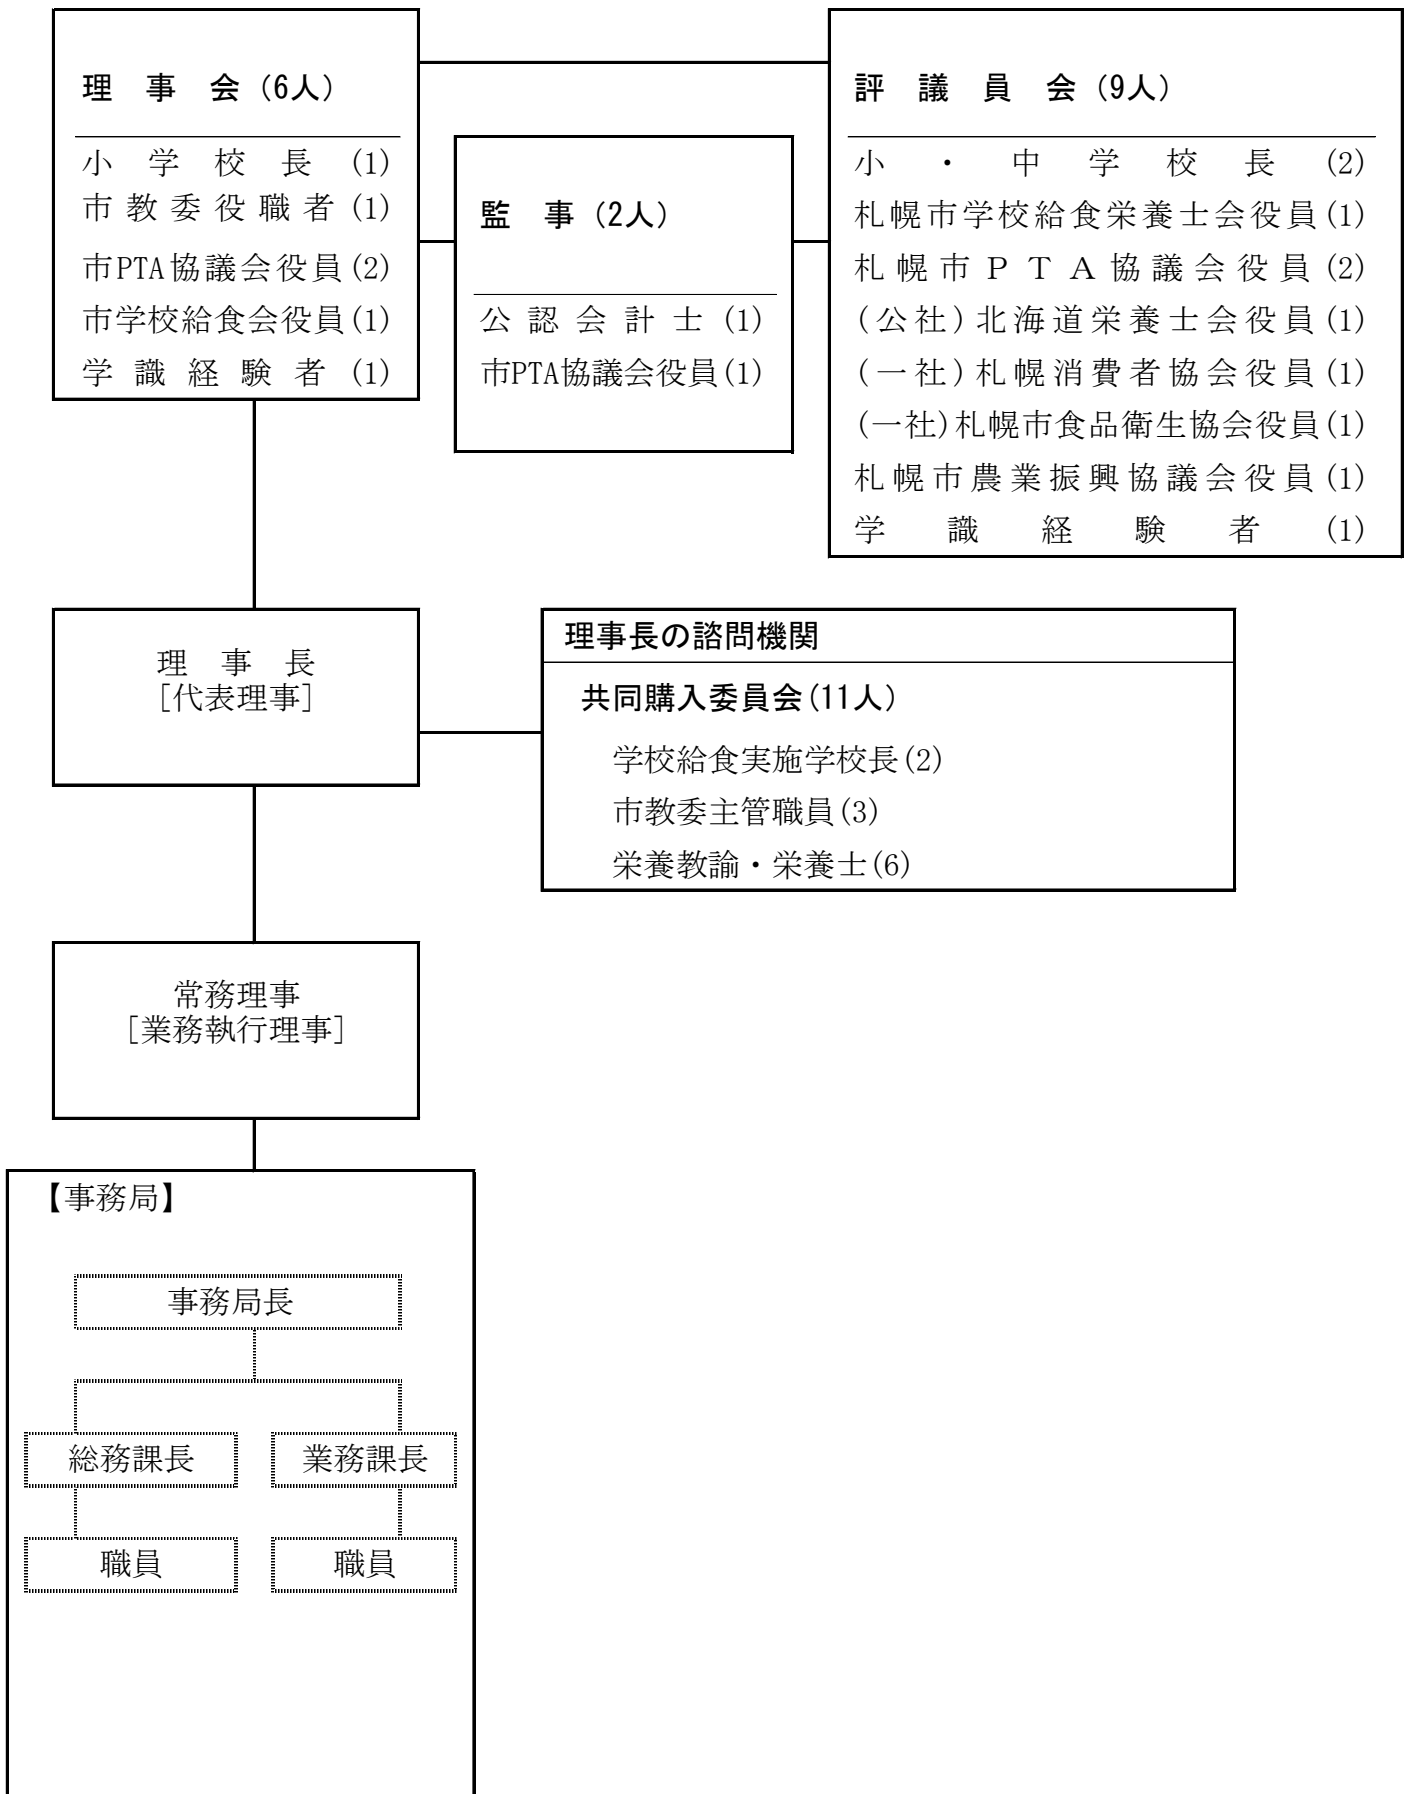 理 事 会 (6人)
小学校長(1)
市教委役職者(1)
市PTA協議会役員(2)
市学校給食会役員(1)
学識経験者(1)
監 事 (2人)
公認会計士(1)
市PTA協議会役員(1)
評 議 員 会 (9人)
小・中学校長(2)
札幌市学校給食栄養士会役員(1)
札幌市PTA協議会役員(2)
(公社)北海道栄養士会役員(1)
(一社)札幌消費者協会役員(1)
(一社)札幌市食品衛生協会役員(1)
札幌市農業振興協議会役員(1)
学識経験者(1)
理 事 長
[代表理事]
理事長の諮問機関
共同購入委員会(11人)
学校給食実施学校長(2)
市教委主管職員(3)
栄養教諭・栄養士(6)
常務理事
[業務執行理事]
【事務局】
事務局長
総務課長
業務課長
職員
職員